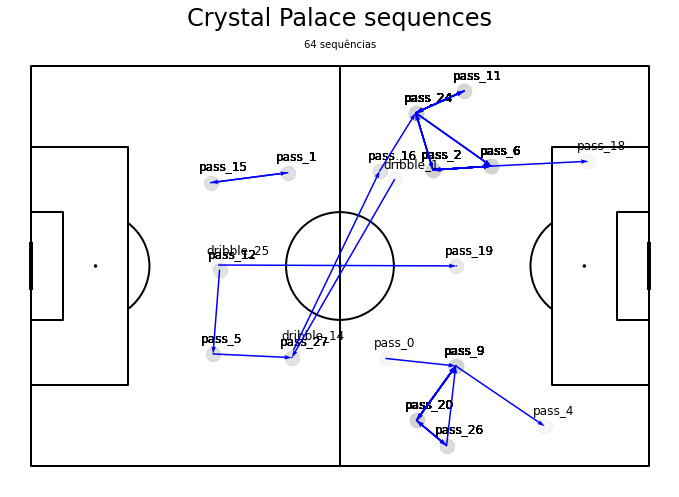 Crystal Palace sequences
64 sequências
pass_11
pass_24
pass_18
pass_16
pass_2
pass_6
pass_1
dribble_1
pass_15
dribble_25
pass_12
pass_19
dribble_14
pass_5
pass_27
pass_0
pass_9
pass_20
pass_4
pass_26